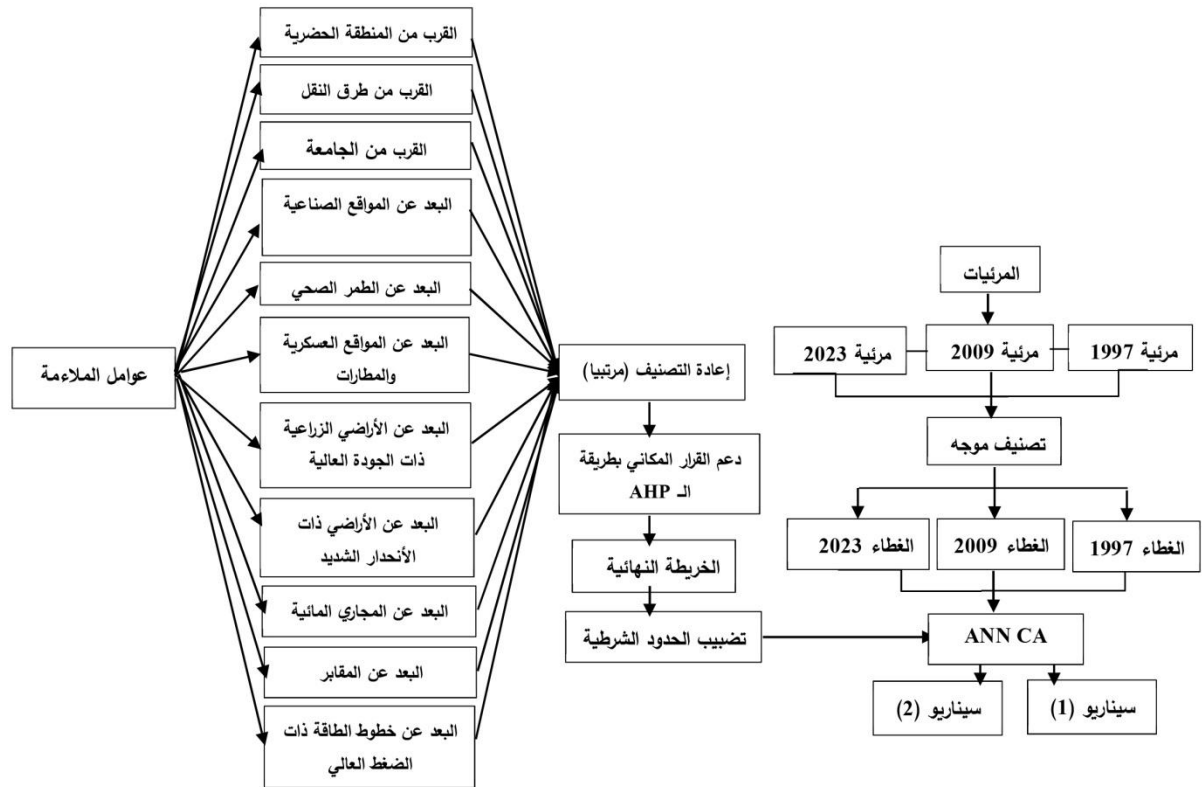 القرب من المنطقة الحضرية
القرب من طرق النقل
القرب من الجامعة
البعد عن المواقع الصناعية
البعد عن الطمر الصحي
البعد عن المواقع العسكرية
والمطارات
البعد عن الأراضي الزراعية
ذات الجودة العالية
البعد عن الأراضي ذات
الأنحدار الشديد
البعد عن المجاري المائية
البعد عن المقابر
البعد عن خطوط الطاقة ذات
الضغط العالي
عوامل الملاءمة
إعادة التصنيف (مرتبيا)
دعم القرار المكاني بطريقة
الـ AHP
الخريطة النهائية
تضبيب الحدود الشرطية
المرئيات
مرئية 1997
مرئية 2009
مرئية 2023
تصنيف موجه
الغطاء 1997
الغطاء 2009
الغطاء 2023
ANN CA
سيناريو (1)
سيناريو (2)